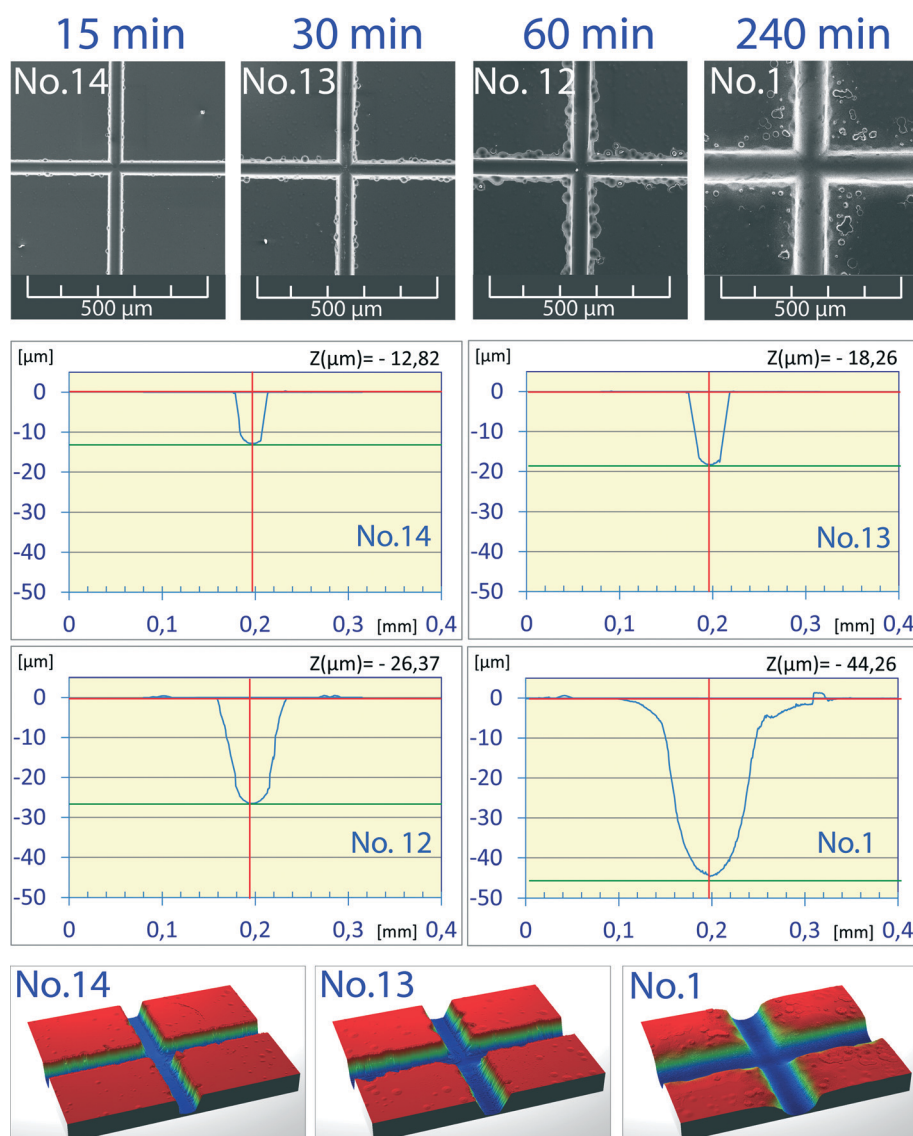 15 min 30 min 60 min 240 min
No.14 No.13 No. 12 No.1
500 µm 500 µm 500 µm 500 µm
[µm] Z(µm)= - 12,82
0
-10
-20
-30
No.14
-40
-50
0 0,1 0,2 0,3 [mm] 0,4
[µm] Z(µm)= - 18,26
0
-10
-20
-30
No.13
-40
-50
0 0,1 0,2 0,3 [mm] 0,4
[µm] Z(µm)= - 26,37
0
-10
-20
-30
No. 12
-40
-50
0 0,1 0,2 0,3 [mm] 0,4
[µm] Z(µm)= - 44,26
0
-10
-20
-30
No.1
-40
-50
0 0,1 0,2 0,3 [mm] 0,4
No.14 No.13 No.1